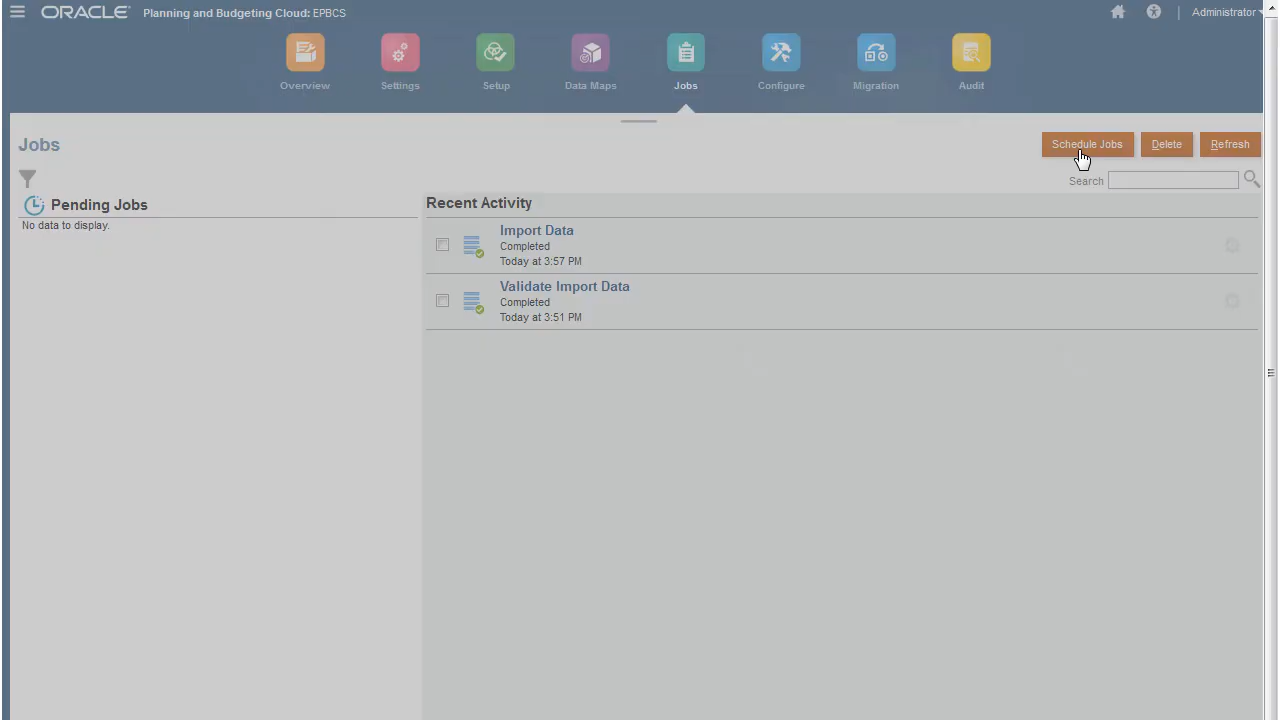 ORACLE® Planning and Budgeting Cloud: EPBCS
Administrator
Overview
Settings
Setup
Data Maps
Jobs
Configure
Migration
Audit
Jobs
Schedule Jobs
Delete
Refresh
Search
Pending Jobs
No data to display.
Recent Activity
Import Data
Completed
Today at 3:57 PM
Validate Import Data
Completed
Today at 3:51 PM